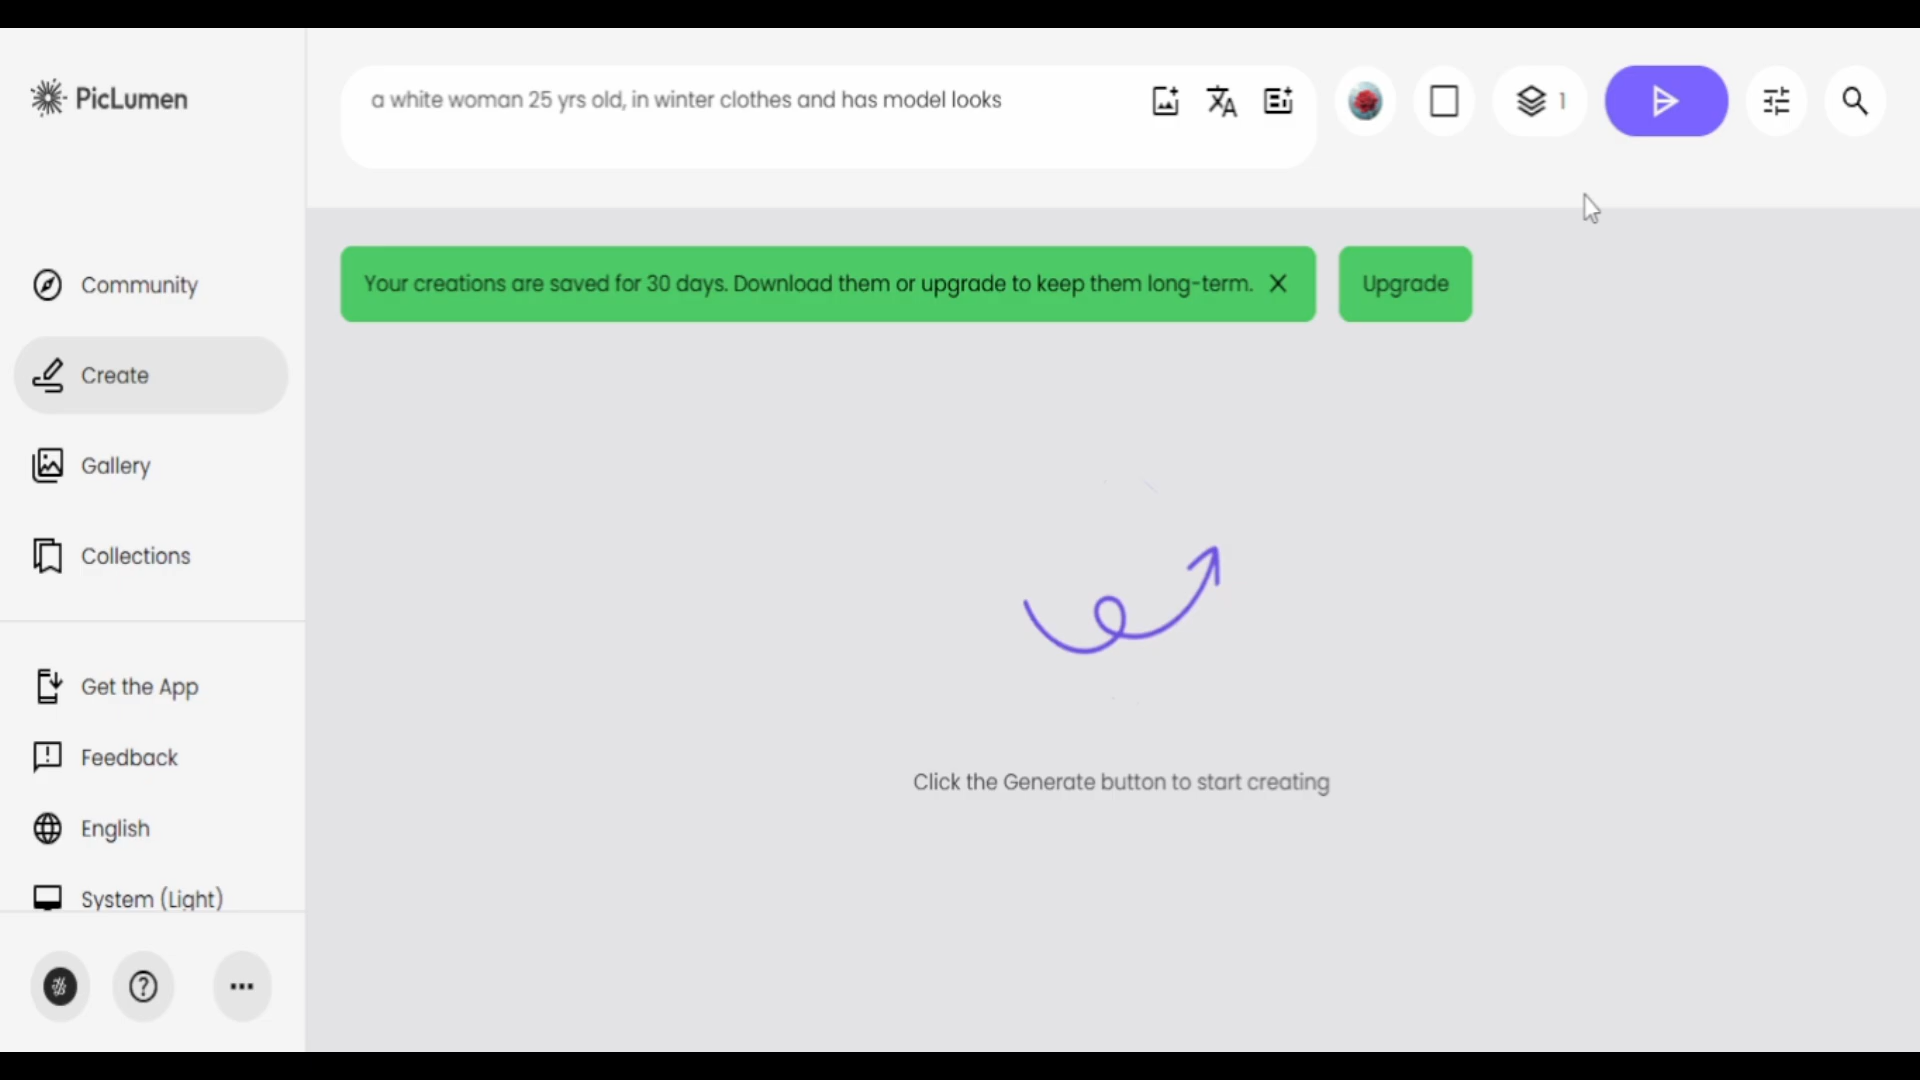 PicLumen
a white woman 25 yrs old, in winter clothes and has model looks
1
Community
Create
Gallery
Collections
Get the App
Feedback
English
System (Light)
Your creations are saved for 30 days. Download them or upgrade to keep them long-term.
Upgrade
Click the Generate button to start creating